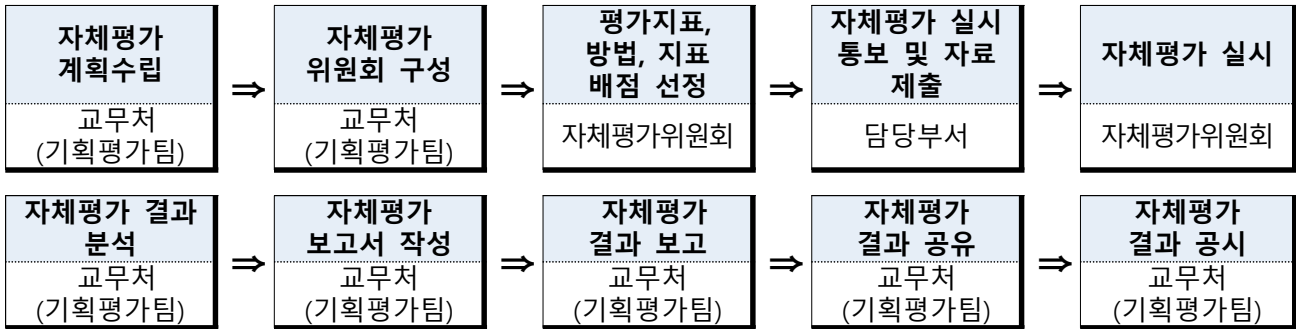 자체평가
계획수립
교무처
(기획평가팀)
⇒
자체평가
위원회 구성
교무처
(기획평가팀)
⇒
평가지표,
방법, 지표
배점 선정
자체평가위원회
⇒
자체평가 실시
통보 및 자료
제출
담당부서
⇒
자체평가 실시
자체평가위원회
자체평가 결과
분석
교무처
(기획평가팀)
⇒
자체평가
보고서 작성
교무처
(기획평가팀)
⇒
자체평가
결과 보고
교무처
(기획평가팀)
⇒
자체평가
결과 공유
교무처
(기획평가팀)
⇒
자체평가
결과 공시
교무처
(기획평가팀)